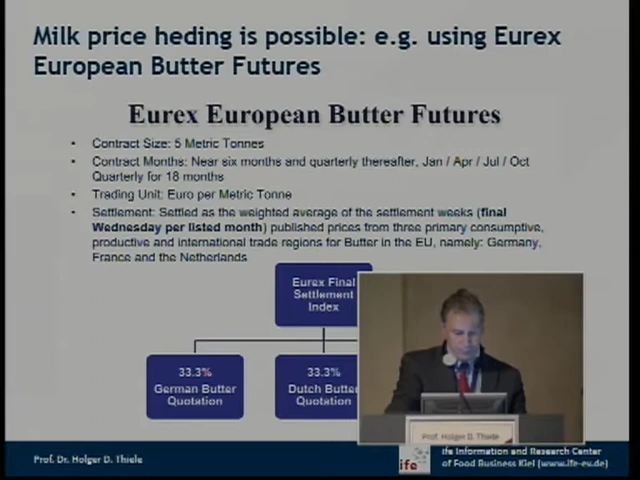 Milk price heding is possible: e.g. using Eurex
European Butter Futures
Eurex European Butter Futures
• Contract Size: 5 Metric Tonnes
• Contract Months: Near six months and quarterly thereafter, Jan / Apr / Jul / Oct
Quarterly for 18 months
• Trading Unit: Euro per Metric Tonne
• Settlement: Settled as the weighted average of the settlement weeks (final
Wednesday per listed month) published prices from three primary consumptive,
productive and international trade regions for Butter in the EU, namely: Germany,
France and the Netherlands
Eurex Final
Settlement
Index
33.3%
German Butter
Quotation
33.3%
Dutch Butter
Quotation
Prof. Holger D. Thiele
Prof. Dr. Holger D. Thiele
ife
ife Information and Research Center
of Food Business Kiel (www.ife-eu.de)